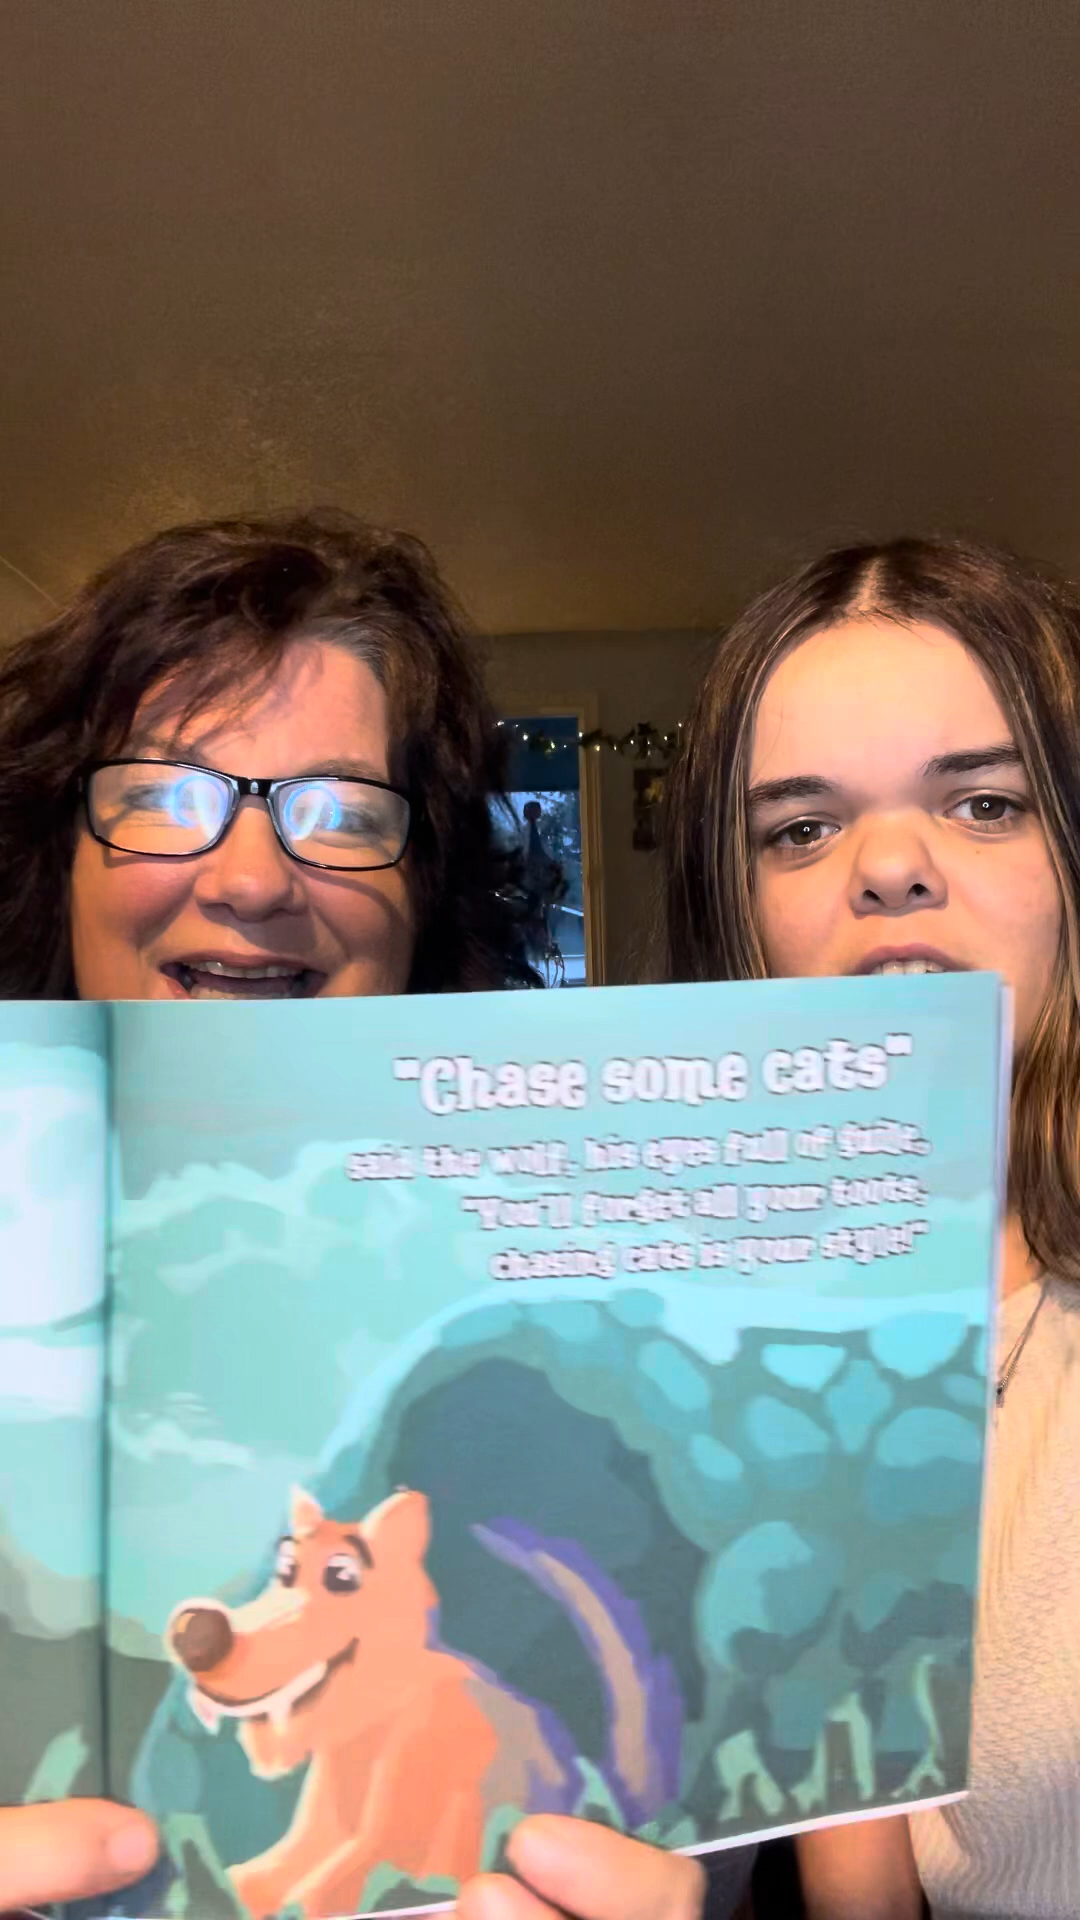 "Chase some cats"
said the wolf, his eyes full of guile.
"You'll forget all your toots,
chasing cats is your style!"